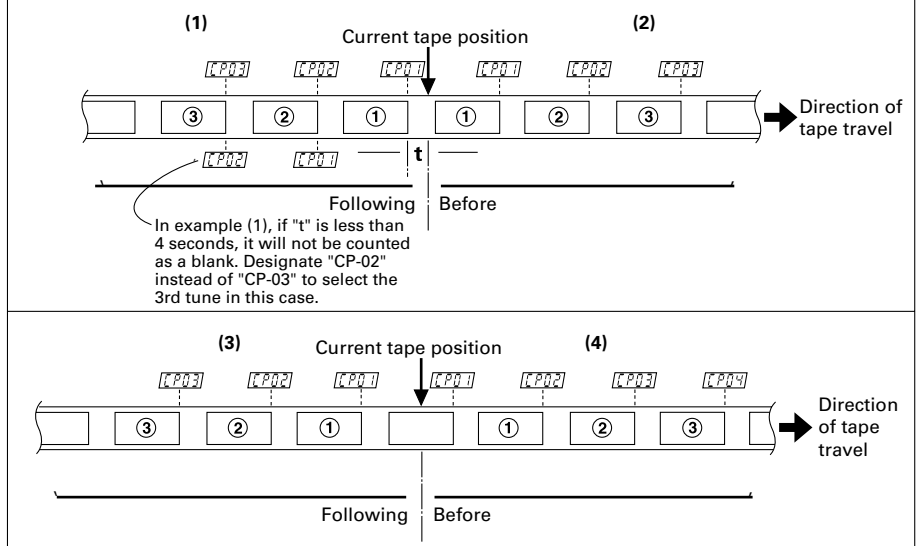 (1)
(2)
Current tape position
CP03 CP02 CP01 CP01 CP02 CP03
③ ② ① ① ② ③
Direction of
tape travel
CP02 CP01
t
Following Before
In example (1), if "t" is less than
4 seconds, it will not be counted
as a blank. Designate "CP-02"
instead of "CP-03" to select the
3rd tune in this case.
(3)
(4)
Current tape position
CP03 CP02 CP01 CP01 CP02 CP03 CP04
③ ② ① ① ② ③
Direction
of tape
travel
Following Before